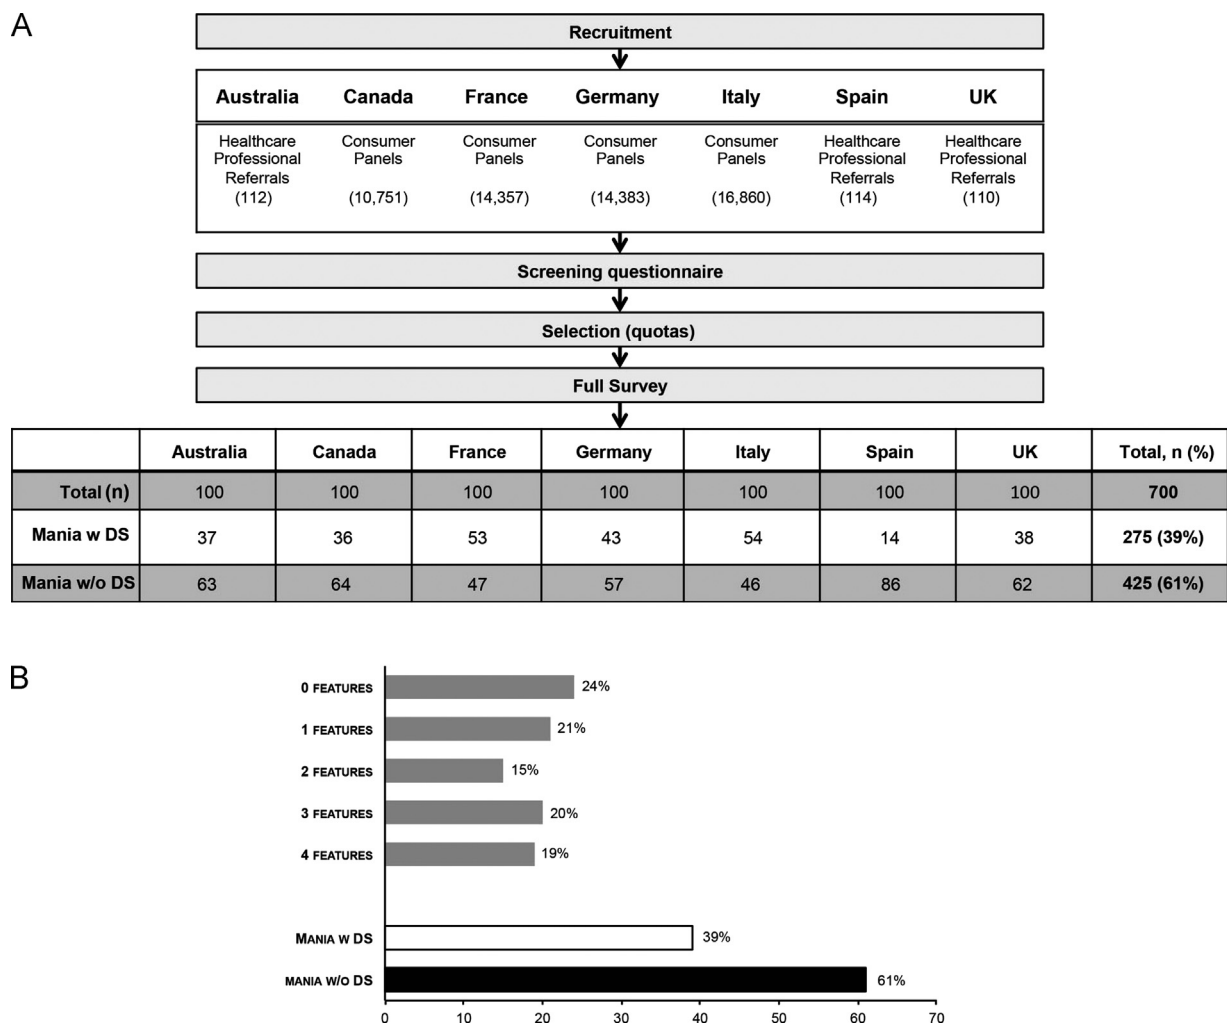 A
Recruitment
Australia Canada France Germany Italy Spain UK
Healthcare Consumer Consumer Consumer Consumer Healthcare Healthcare
Professional Panels Panels Panels Panels Professional Professional
Referrals Referrals Referrals
(112) (10,751) (14,357) (14,383) (16,860) (114) (110)
Screening questionnaire
Selection (quotas)
Full Survey
Australia Canada France Germany Italy Spain UK Total, n (%)
Total (n) 100 100 100 100 100 100 100 700
Mania w DS 37 36 53 43 54 14 38 275 (39%)
Mania w/o DS 63 64 47 57 46 86 62 425 (61%)
B
0 FEATURES 24%
1 FEATURES 21%
2 FEATURES 15%
3 FEATURES 20%
4 FEATURES 19%
MANIA W DS 39%
MANIA W/O DS 61%
0 10 20 30 40 50 60 70